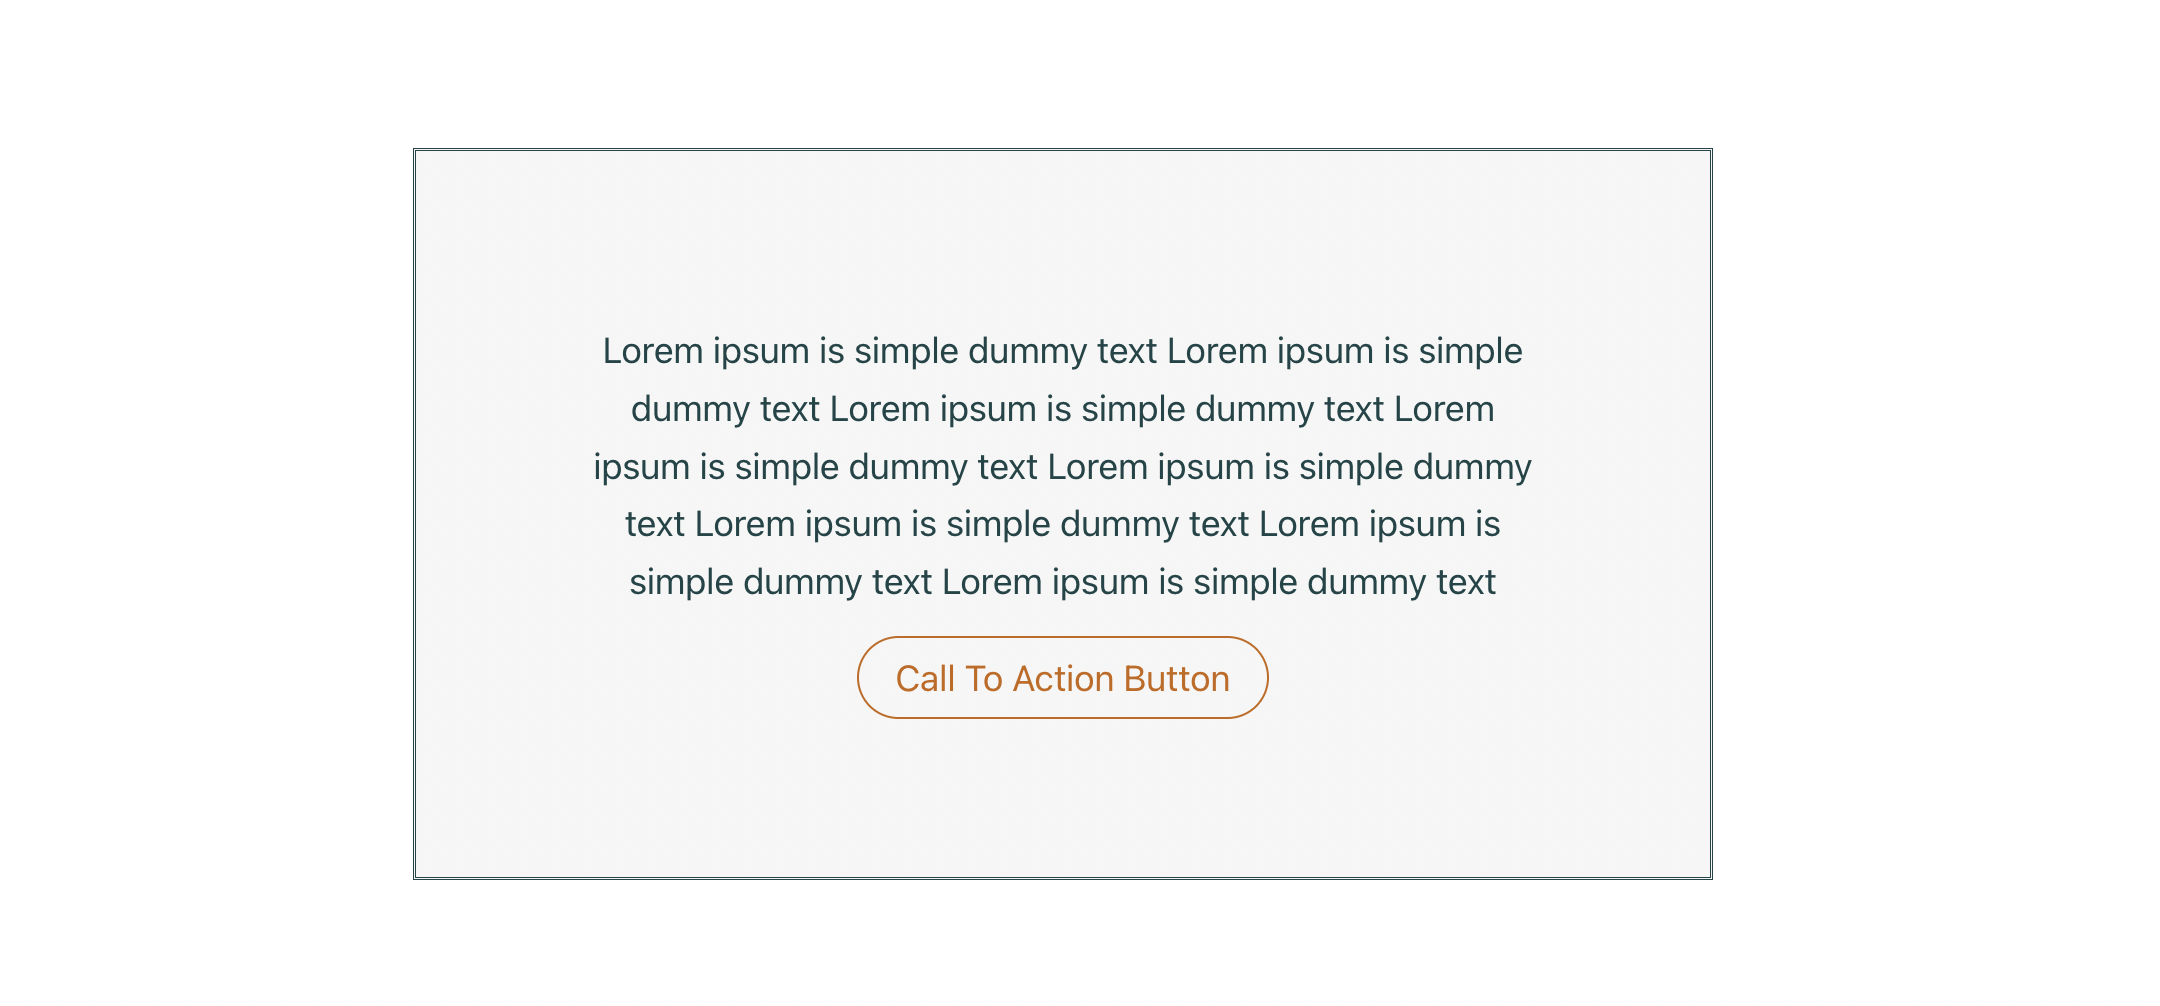 Lorem ipsum is simple dummy text Lorem ipsum is simple
dummy text Lorem ipsum is simple dummy text Lorem
ipsum is simple dummy text Lorem ipsum is simple dummy
text Lorem ipsum is simple dummy text Lorem ipsum is
simple dummy text Lorem ipsum is simple dummy text
Call To Action Button